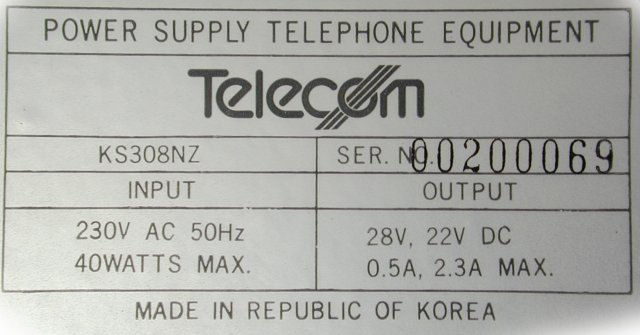 POWER SUPPLY TELEPHONE EQUIPMENT
Telecom
KS308NZ SER. NO. 00200069
INPUT OUTPUT
230V AC 50Hz 28V, 22V DC
40WATTS MAX. 0.5A, 2.3A MAX.
MADE IN REPUBLIC OF KOREA